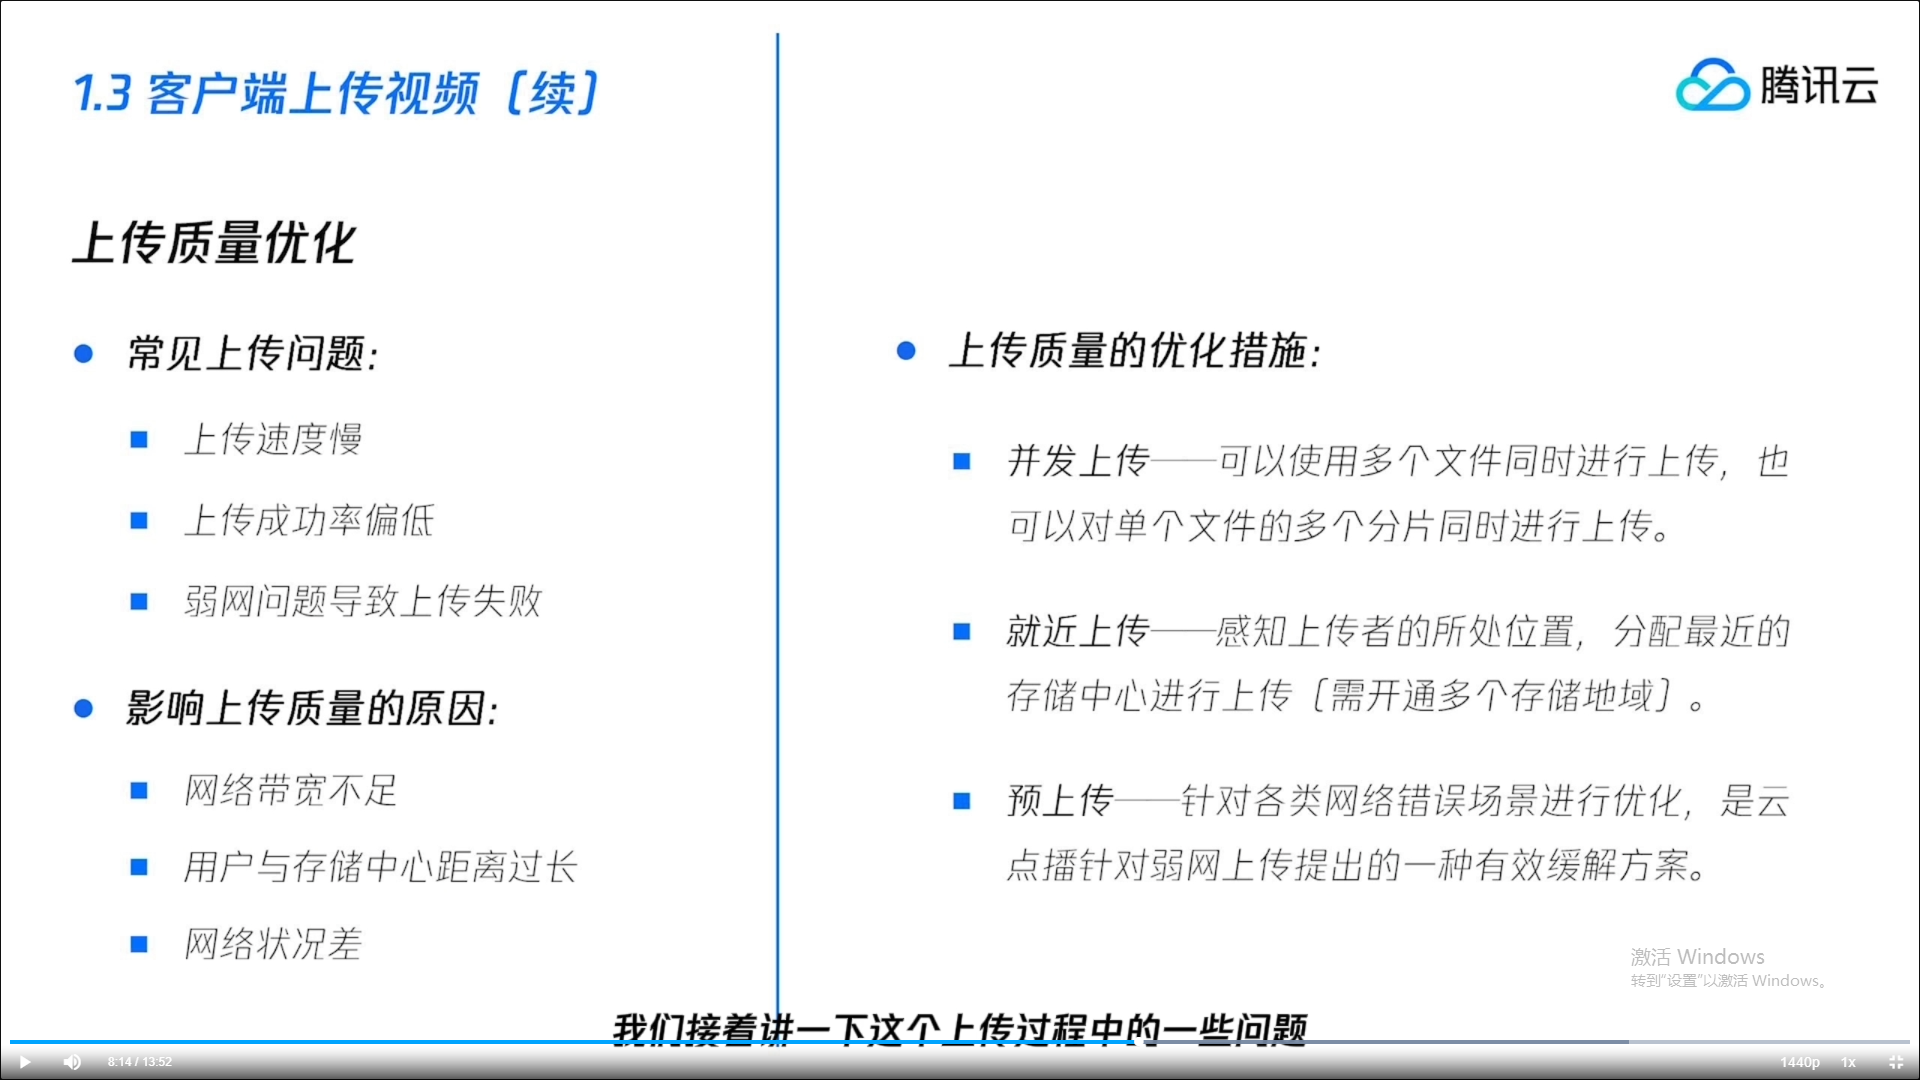 1.3 客户端上传视频（续）
腾讯云
上传质量优化
常见上传问题：
上传速度慢
上传成功率偏低
弱网问题导致上传失败
影响上传质量的原因：
网络带宽不足
用户与存储中心距离过长
网络状况差
上传质量的优化措施：
并发上传——可以使用多个文件同时进行上传，也
可以对单个文件的多个分片同时进行上传。
就近上传——感知上传者的所处位置，分配最近的
存储中心进行上传（需开通多个存储地域）。
预上传——针对各类网络错误场景进行优化，是云
点播针对弱网上传提出的一种有效缓解方案。
激活 Windows
转到“设置”以激活 Windows。
我们接着讲一下这个上传过程中的一些问题
8:14 / 13:52
1440p
1x